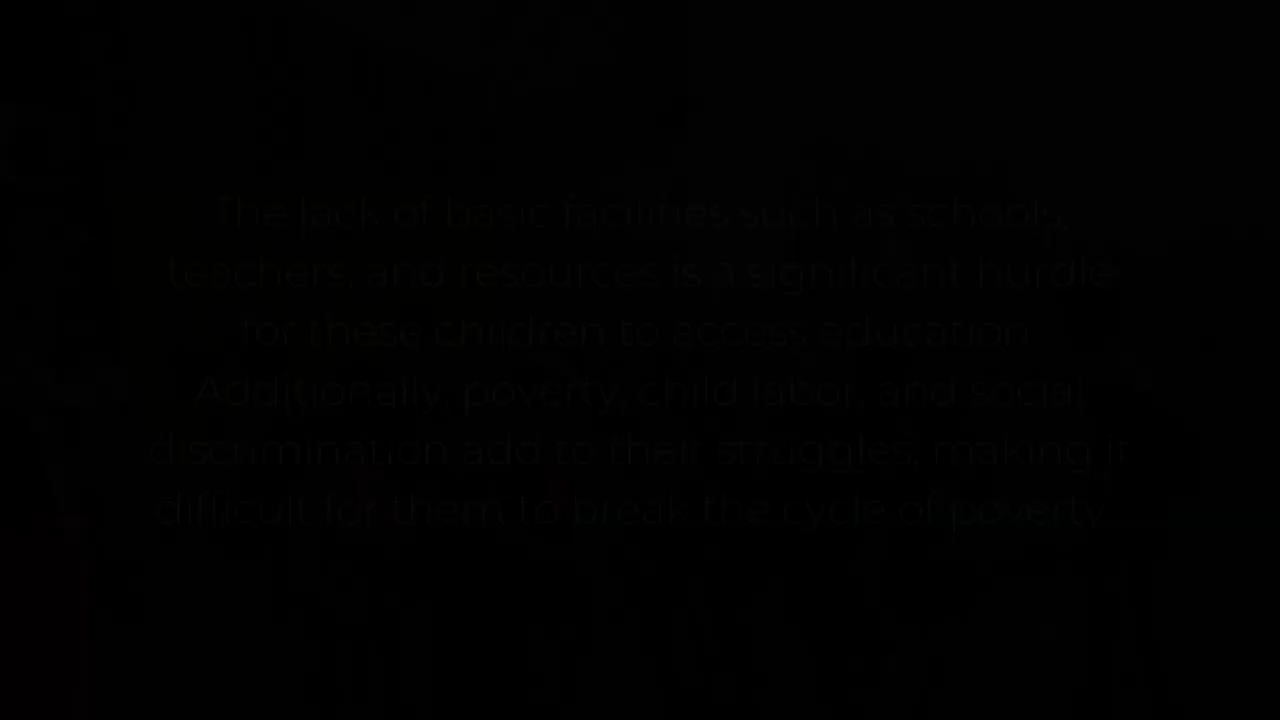 The lack of basic facilities such as schools,
teachers, and resources is a significant hurdle
for these children to access education.
Additionally, poverty, child labor, and social
discrimination add to their struggles, making it
difficult for them to break the cycle of poverty.